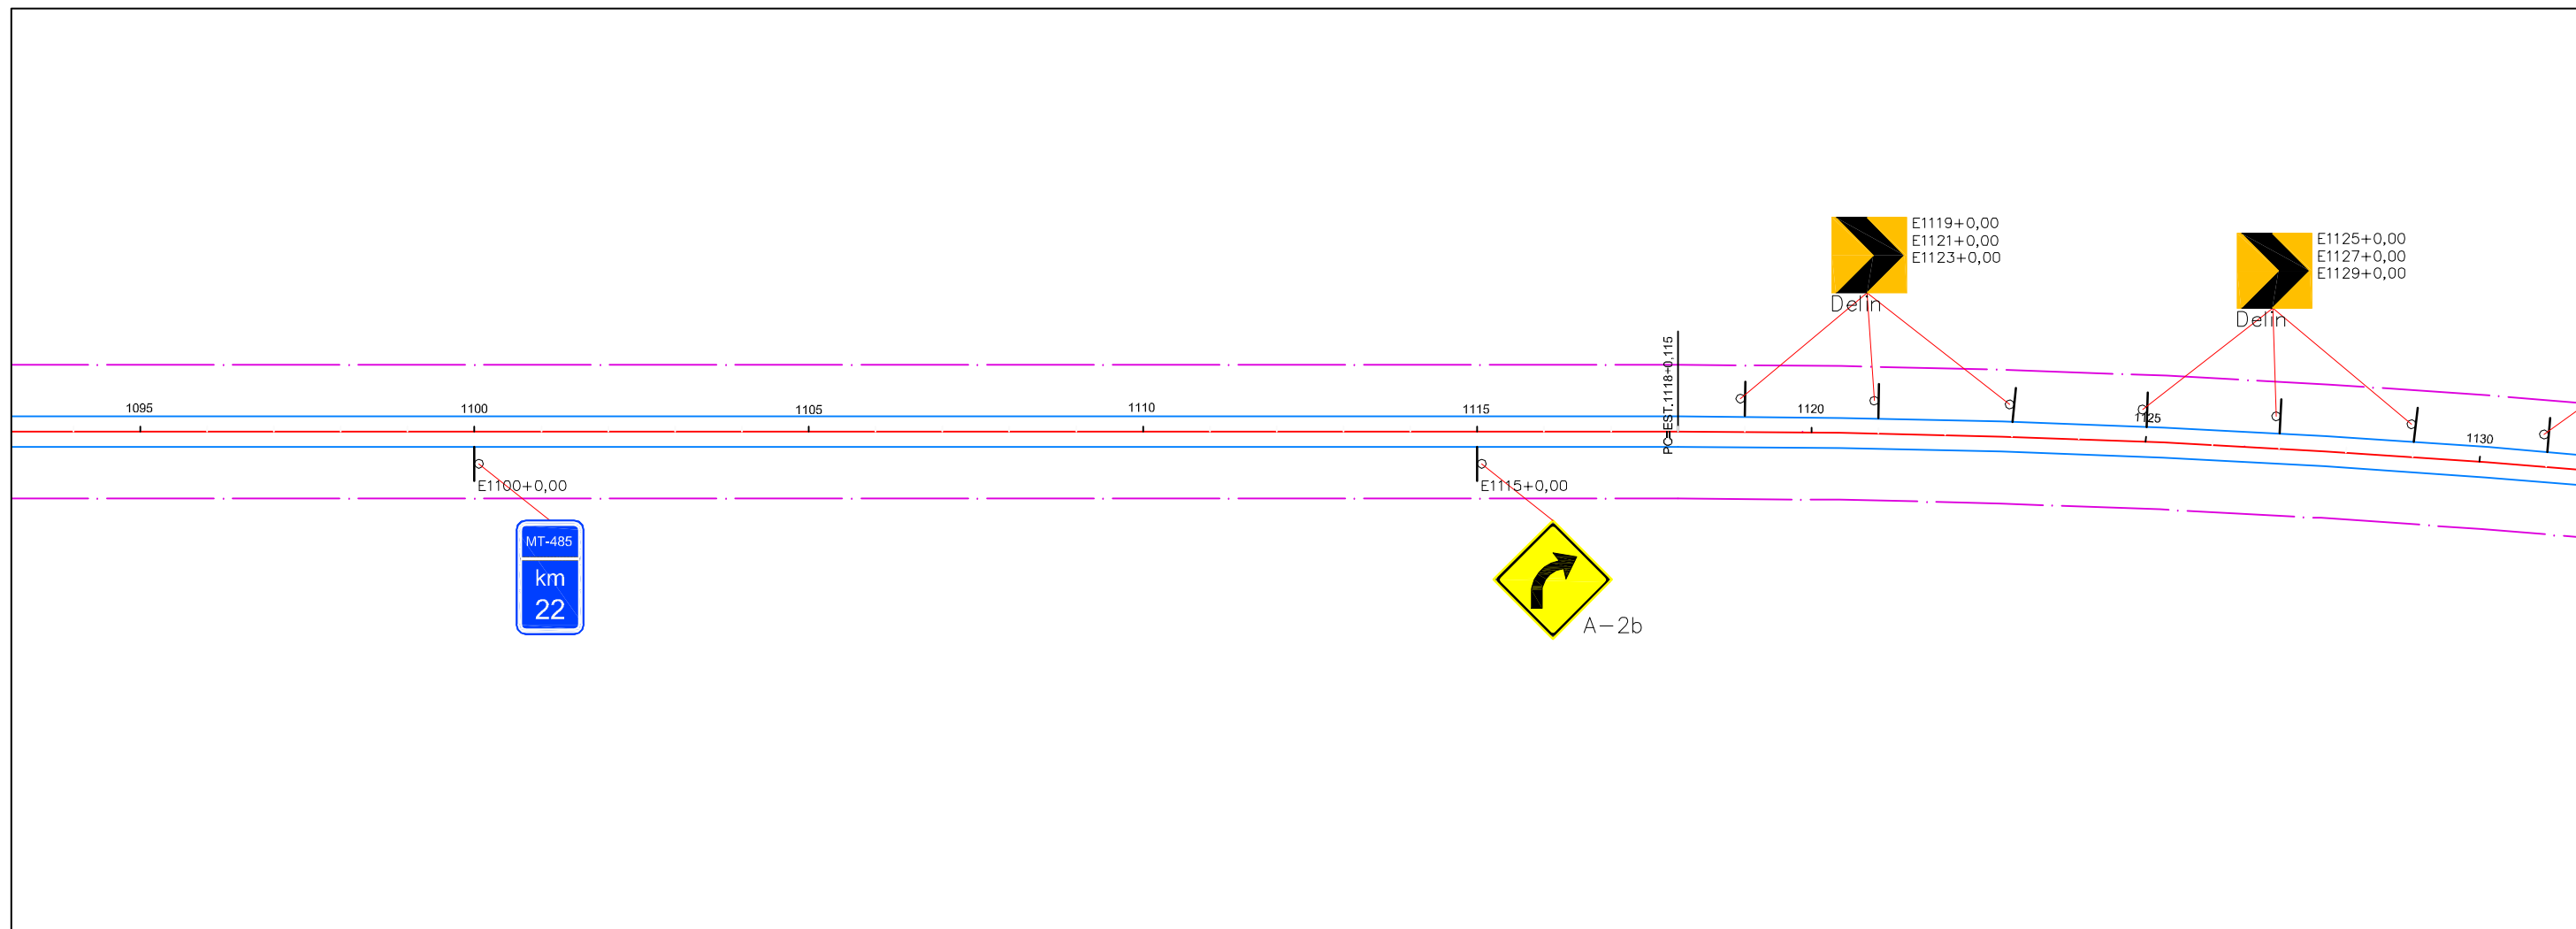 E1119+0,00
E1121+0,00
E1123+0,00
Delin
E1125+0,00
E1127+0,00
E1129+0,00
Delin
PC=EST.1118+0,115
1095
1100
1105
1110
1115
1120
1125
1130
E1100+0,00
E1115+0,00
MT-485
km
22
A-2b